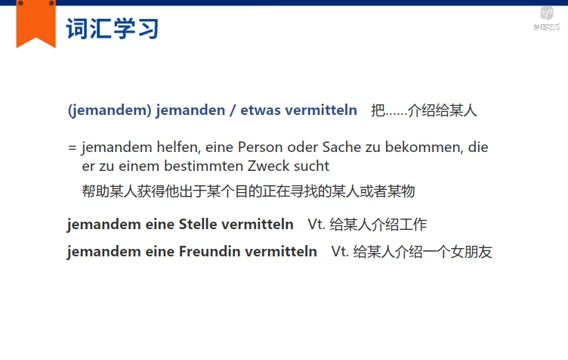 词汇学习
(jemandem) jemanden / etwas vermitteln 把……介绍给某人
= jemandem helfen, eine Person oder Sache zu bekommen, die
er zu einem bestimmten Zweck sucht
帮助某人获得他出于某个目的正在寻找的某人或者某物
jemandem eine Stelle vermitteln Vt. 给某人介绍工作
jemandem eine Freundin vermitteln Vt. 给某人介绍一个女朋友